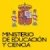 MINISTERIO
DE EDUCACIÓN
Y CIENCIA